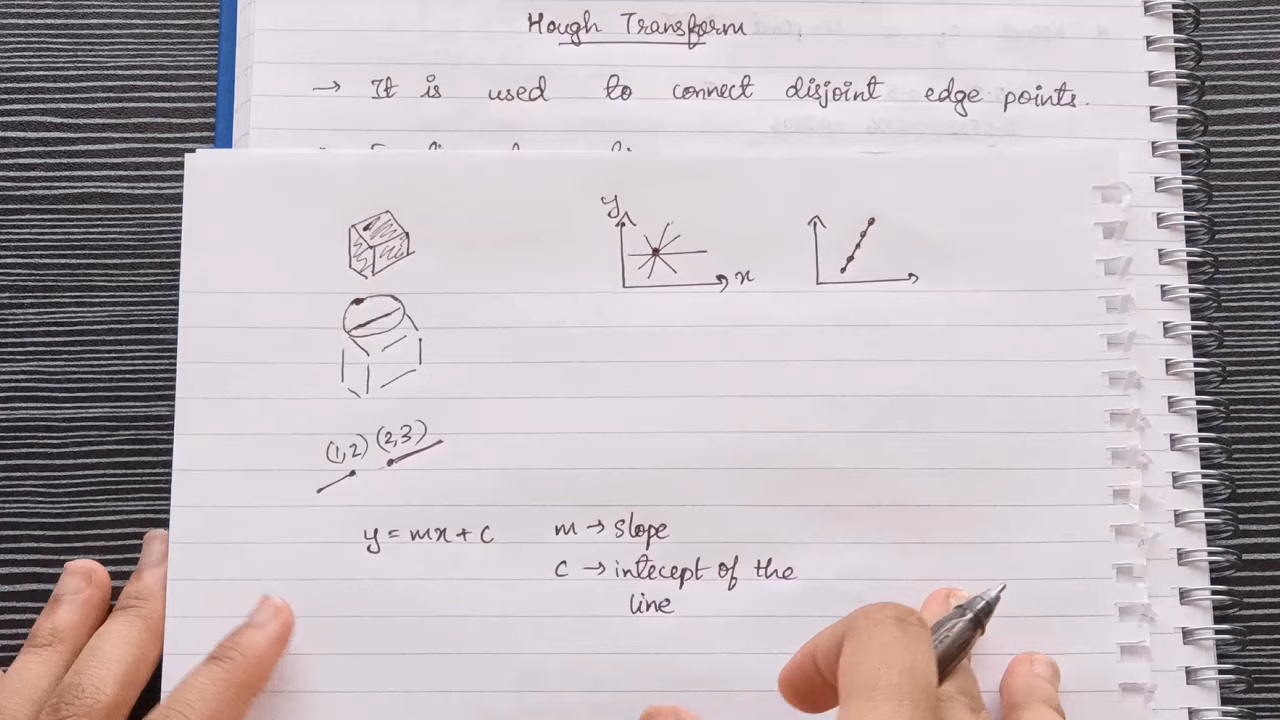 Hough Transform
→ It is used to connect disjoint edge points.
y
x
(1,2) (2,3)
y = mx + c
m → slope
c → intecept of the
line